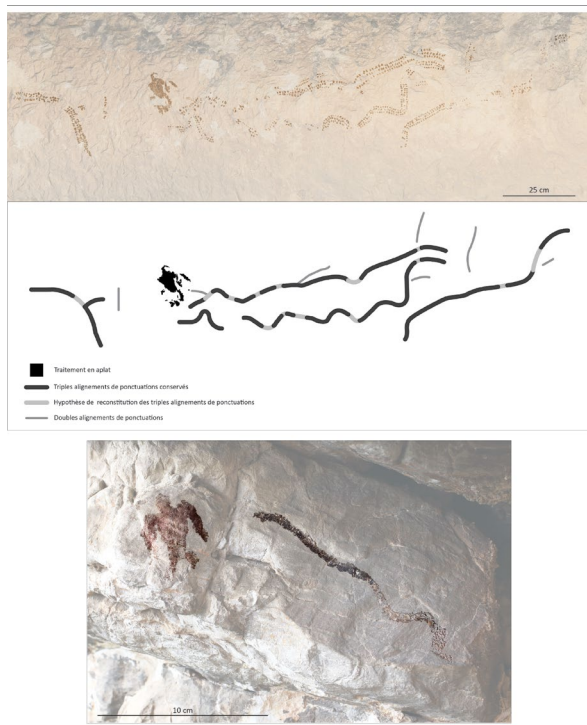 25 cm
Traitement en aplat
Triples alignements de ponctuations conservés
Hypothèse de reconstitution des triples alignements de ponctuations
Doubles alignements de ponctuations
10 cm